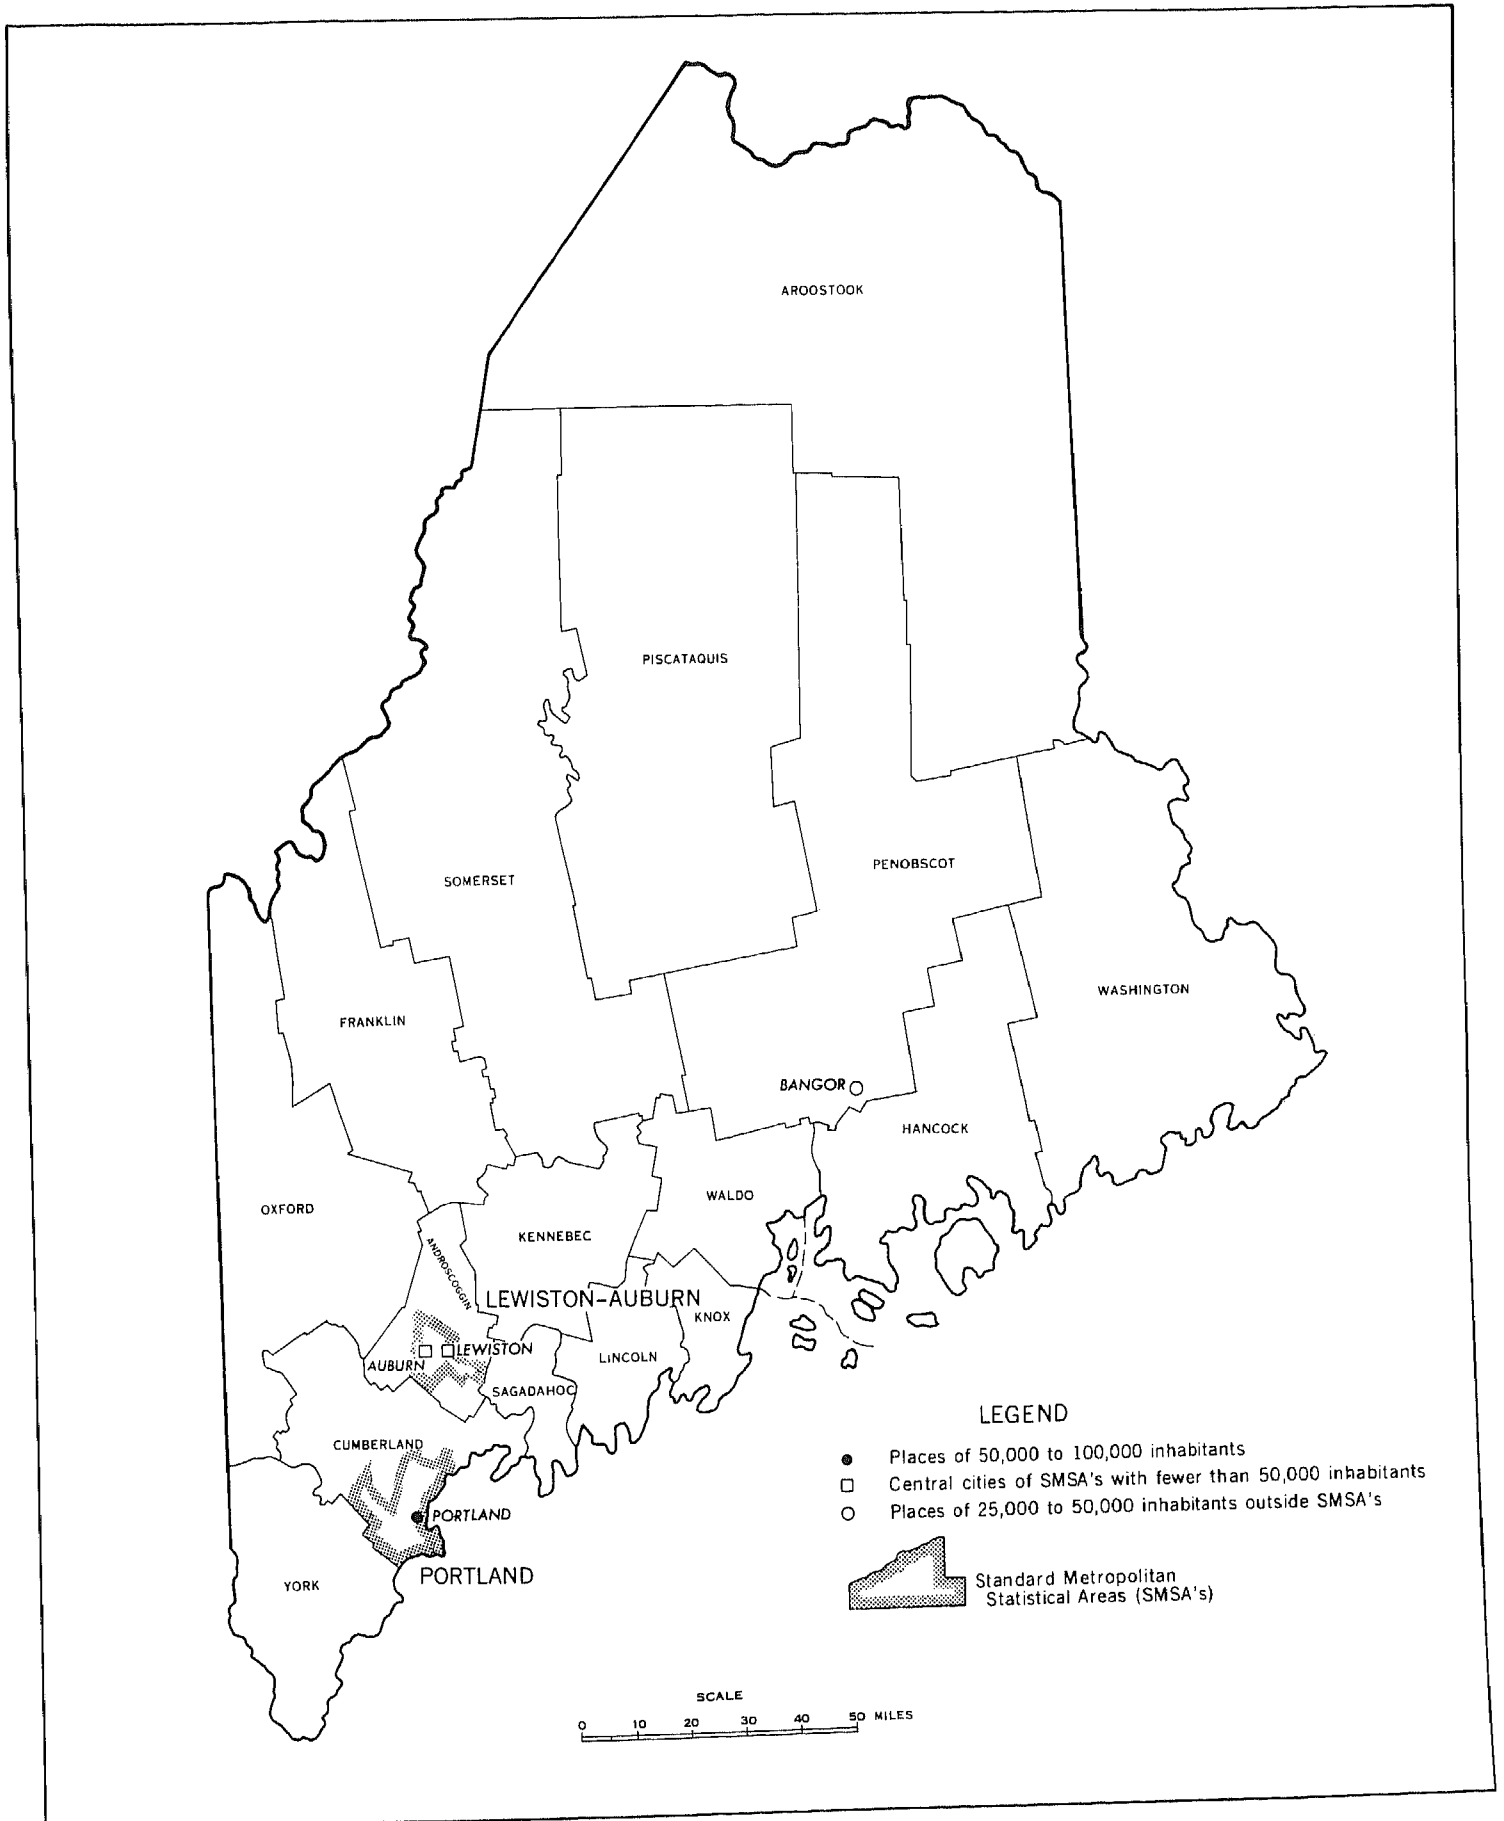 AROOSTOOK
PISCATAQUIS
PENOBSCOT
SOMERSET
WASHINGTON
FRANKLIN
BANGOR
HANCOCK
WALDO
OXFORD
KENNEBEC
ANDROSCOGGIN
LEWISTON-AUBURN
KNOX
LEWISTON
LINCOLN
AUBURN
SAGADAHOC
CUMBERLAND
PORTLAND
PORTLAND
YORK
LEGEND
Places of 50,000 to 100,000 inhabitants
Central cities of SMSA's with fewer than 50,000 inhabitants
Places of 25,000 to 50,000 inhabitants outside SMSA's
Standard Metropolitan
Statistical Areas (SMSA's)
SCALE
0 10 20 30 40 50 MILES